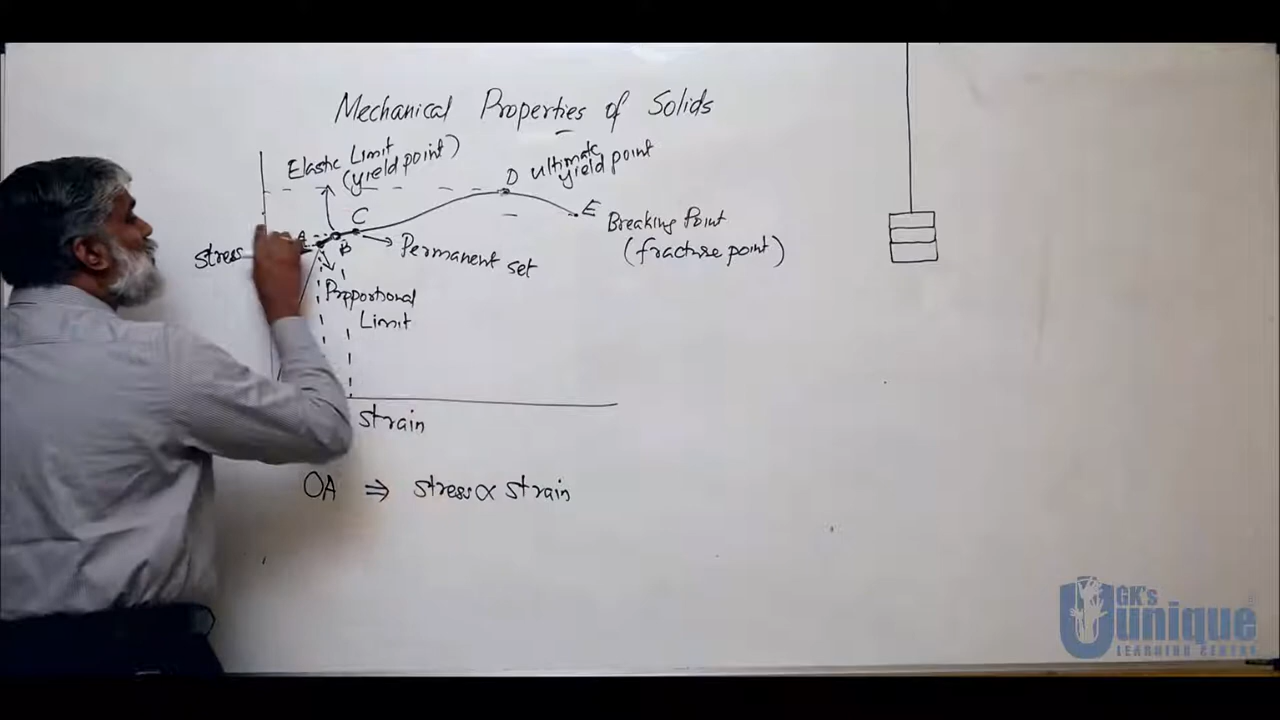 Mechanical Properties of Solids
Elastic Limit
(yield point)
D ultimate
yield point
C
E
Breaking Point
(fracture point)
A
B
Stress
Permanent set
Proportional
Limit
Strain
OA ⇒ stress ∝ strain
GK's
unique
LEARNING CENTRE